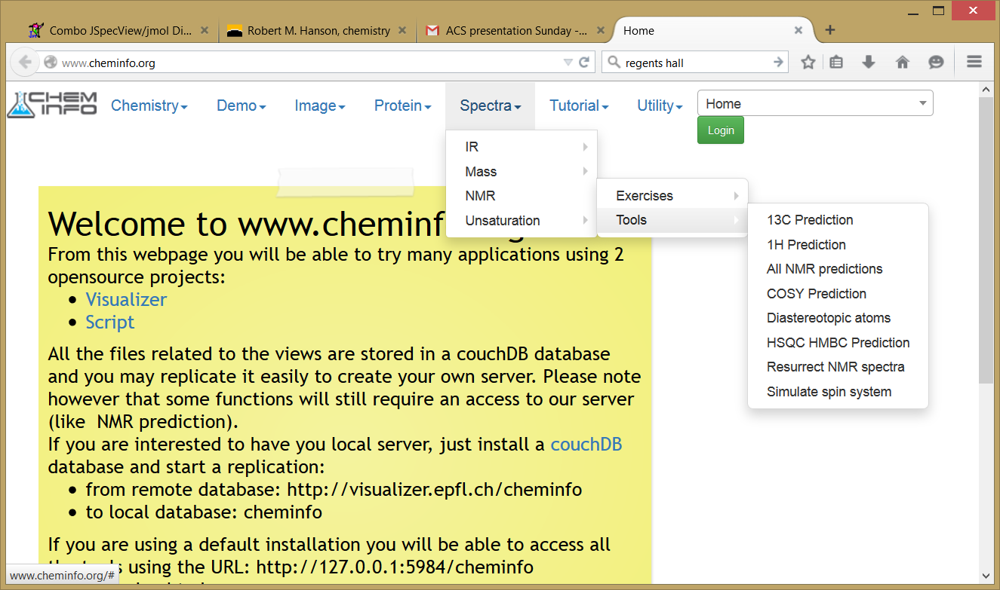 Combo JSpecView/jmol Di...
Robert M. Hanson, chemistry
ACS presentation Sunday -...
Home
www.cheminfo.org
regents hall
CHEM INFO
Chemistry
Demo
Image
Protein
Spectra
Tutorial
Utility
Home
Login
IR
Mass
NMR
Unsaturation
Exercises
Tools
13C Prediction
1H Prediction
All NMR predictions
COSY Prediction
Diastereotopic atoms
HSQC HMBC Prediction
Resurrect NMR spectra
Simulate spin system
Welcome to www.cheminf
From this webpage you will be able to try many applications using 2
opensource projects:
Visualizer
Script
All the files related to the views are stored in a couchDB database
and you may replicate it easily to create your own server. Please note
however that some functions will still require an access to our server
(like NMR prediction).
If you are interested to have you local server, just install a couchDB
database and start a replication:
from remote database: http://visualizer.epfl.ch/cheminfo
to local database: cheminfo
If you are using a default installation you will be able to access all
using the URL: http://127.0.0.1:5984/cheminfo
www.cheminfo.org/#